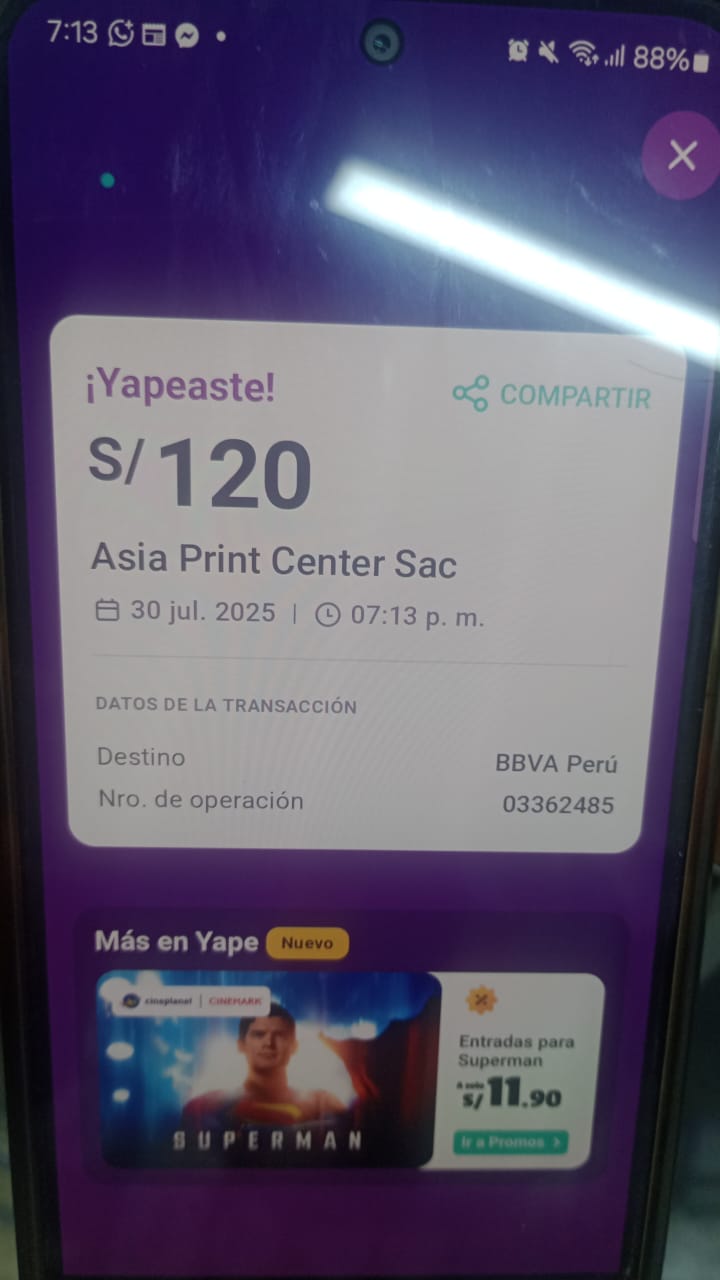 7:13
88%
¡Yapeaste!
COMPARTIR
S/ 120
Asia Print Center Sac
30 jul. 2025 | 07:13 p. m.
DATOS DE LA TRANSACCIÓN
Destino BBVA Perú
Nro. de operación 03362485
Más en Yape Nuevo
cineplanet | CINEMARK
SUPERMAN
Entradas para
Superman
A solo
S/ 11.90
Ir a Promos >